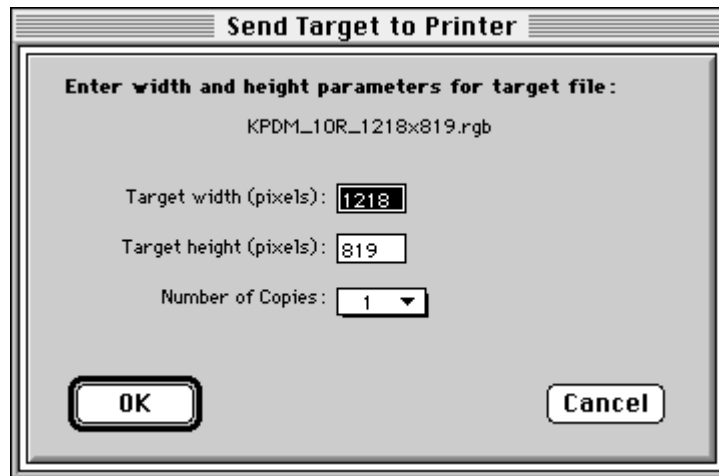 Send Target to Printer
Enter width and height parameters for target file:
KPDM_10R_1218x819.rgb
Target width (pixels): 1218
Target height (pixels): 819
Number of Copies: 1
OK Cancel